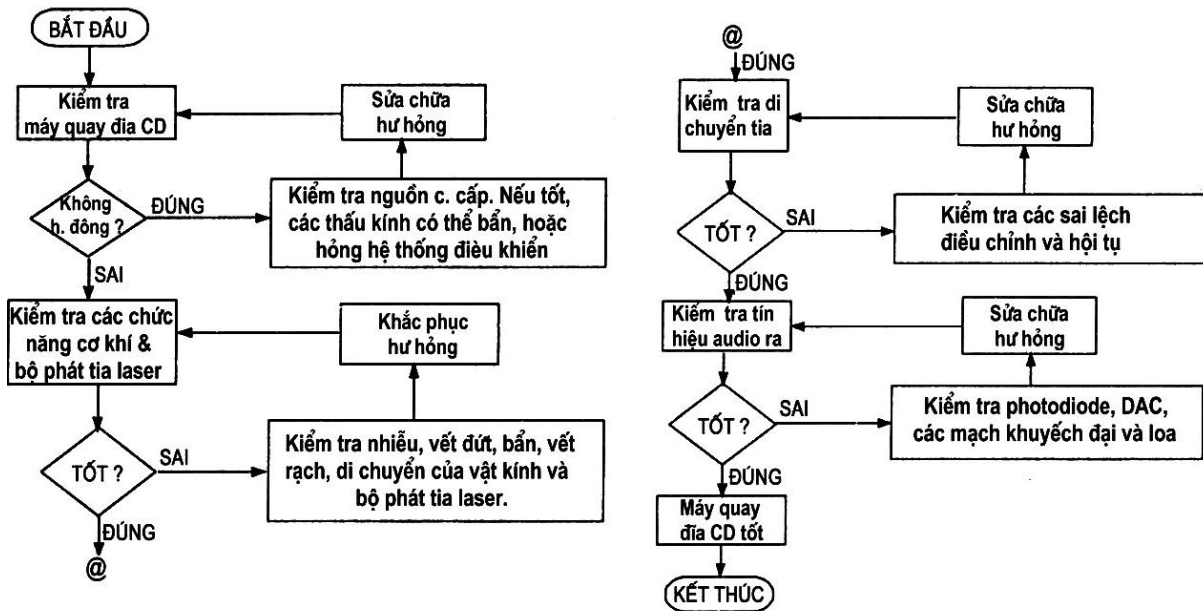 BẮT ĐẦU
Kiểm tra
máy quay đia CD
Sửa chữa
hư hỏng
Không
h. đông ?
ĐÚNG
Kiểm tra nguồn c. cấp. Nếu tốt,
các thấu kính có thể bẩn, hoặc
hỏng hệ thống đièu khiển
SAI
Kiểm tra các chức
năng cơ khí &
bộ phát tia laser
Khắc phục
hư hỏng
TỐT ?
SAI
Kiểm tra nhiễu, vết đứt, bẩn, vết
rạch, di chuyển của vật kính và
bộ phát tia laser.
ĐÚNG
@
@
ĐÚNG
Kiểm tra di
chuyển tia
Sửa chữa
hư hỏng
TỐT ?
SAI
Kiểm tra các sai lệch
điều chỉnh và hội tụ
ĐÚNG
Kiểm tra tín
hiệu audio ra
Sửa chữa
hư hỏng
TỐT ?
SAI
Kiểm tra photodiode, DAC,
các mạch khuyếch đại và loa
ĐÚNG
Máy quay
đĩa CD tốt
KẾT THÚC